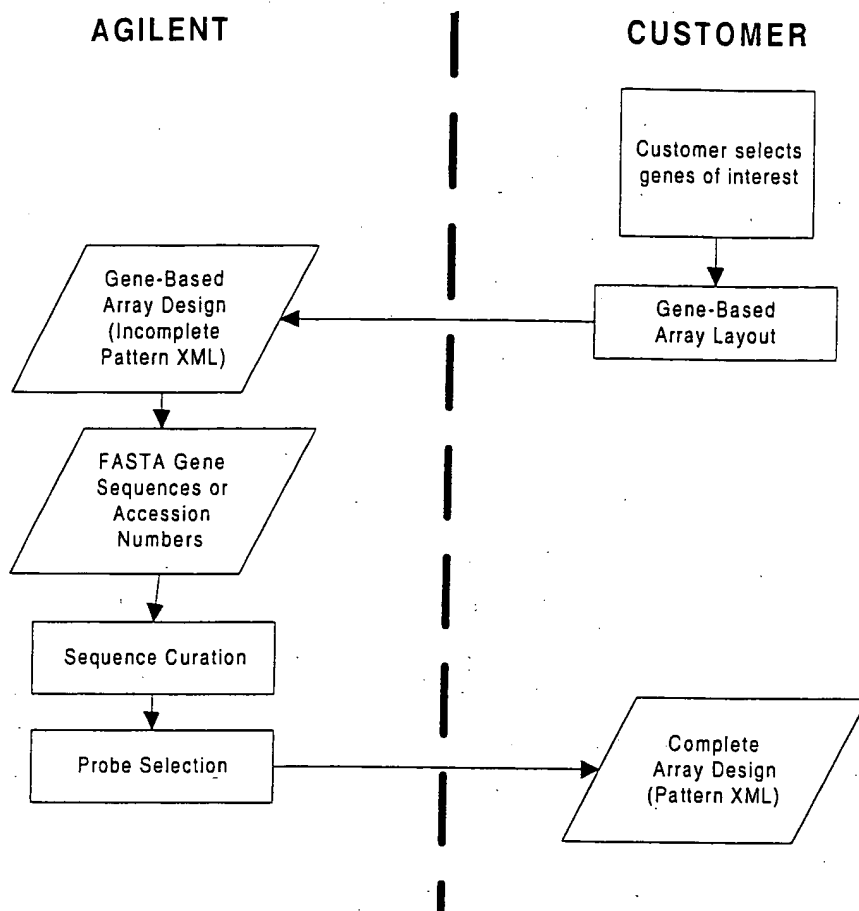 AGILENT
CUSTOMER
Customer selects
genes of interest
Gene-Based
Array Layout
Gene-Based
Array Design
(Incomplete
Pattern XML)
FASTA Gene
Sequences or
Accession
Numbers
Sequence Curation
Probe Selection
Complete
Array Design
(Pattern XML)